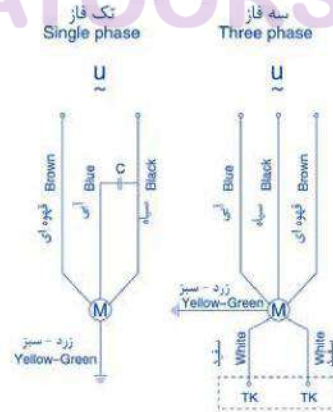 تک فاز
Single phase
u
~
Brown
قهوه ای
Blue
آبی
C
Black
سیاه
M
زرد - سبز
Yellow-Green
سه فاز
Three phase
u
~
Blue
آبی
Black
سیاه
Brown
قهوه ای
زرد - سبز
Yellow-Green
M
White
سفید
White
TK
TK